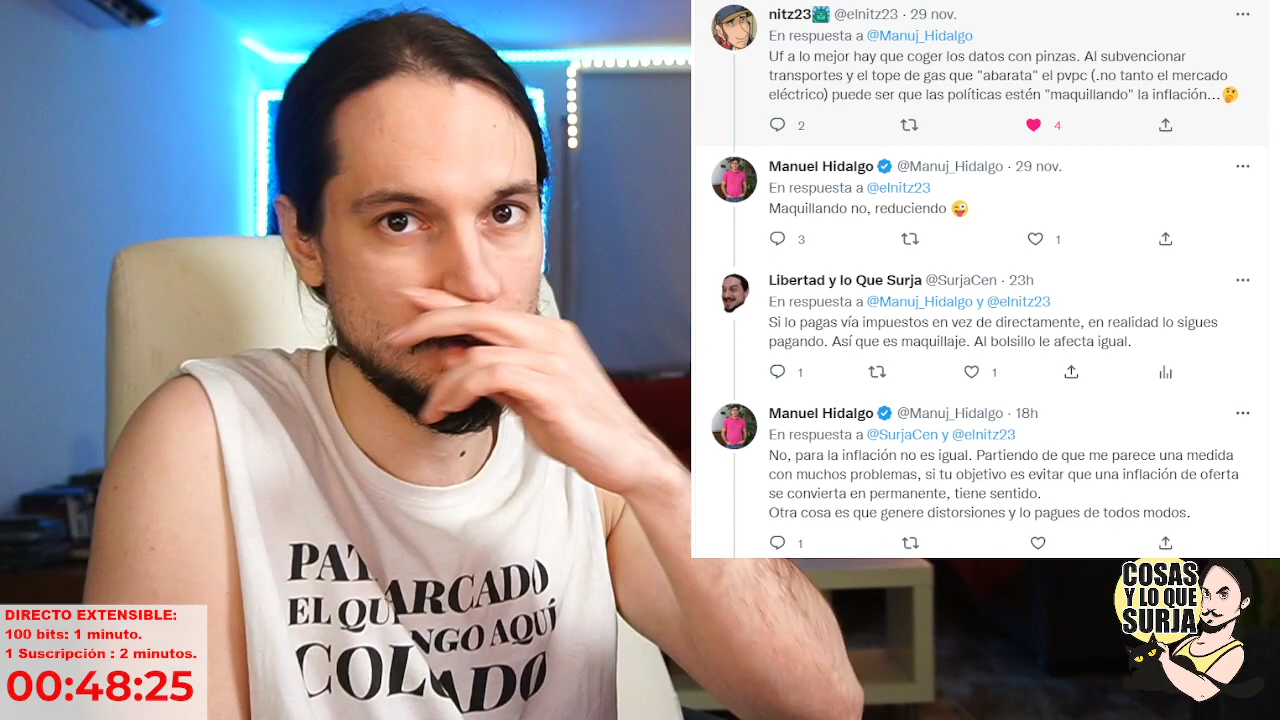 nitz23 @elnitz23 · 29 nov.
En respuesta a @Manuj_Hidalgo
Uf a lo mejor hay que coger los datos con pinzas. Al subvencionar
transportes y el tope de gas que "abarata" el pvpc (.no tanto el mercado
eléctrico) puede ser que las políticas estén "maquillando" la inflación...🤔
2 4
Manuel Hidalgo @Manuj_Hidalgo · 29 nov.
En respuesta a @elnitz23
Maquillando no, reduciendo 😜
3 1
Libertad y lo Que Surja @SurjaCen · 23h
En respuesta a @Manuj_Hidalgo y @elnitz23
Si lo pagas vía impuestos en vez de directamente, en realidad lo sigues
pagando. Así que es maquillaje. Al bolsillo le afecta igual.
1 1
Manuel Hidalgo @Manuj_Hidalgo · 18h
En respuesta a @SurjaCen y @elnitz23
No, para la inflación no es igual. Partiendo de que me parece una medida
con muchos problemas, si tu objetivo es evitar que una inflación de oferta
se convierta en permanente, tiene sentido.
Otra cosa es que genere distorsiones y lo pagues de todos modos.
1
EL
AQUÍ
DIRECTO EXTENSIBLE:
100 bits: 1 minuto.
1 Suscripción : 2 minutos.
00:48:25
COSAS
Y LO QUE
SURJA